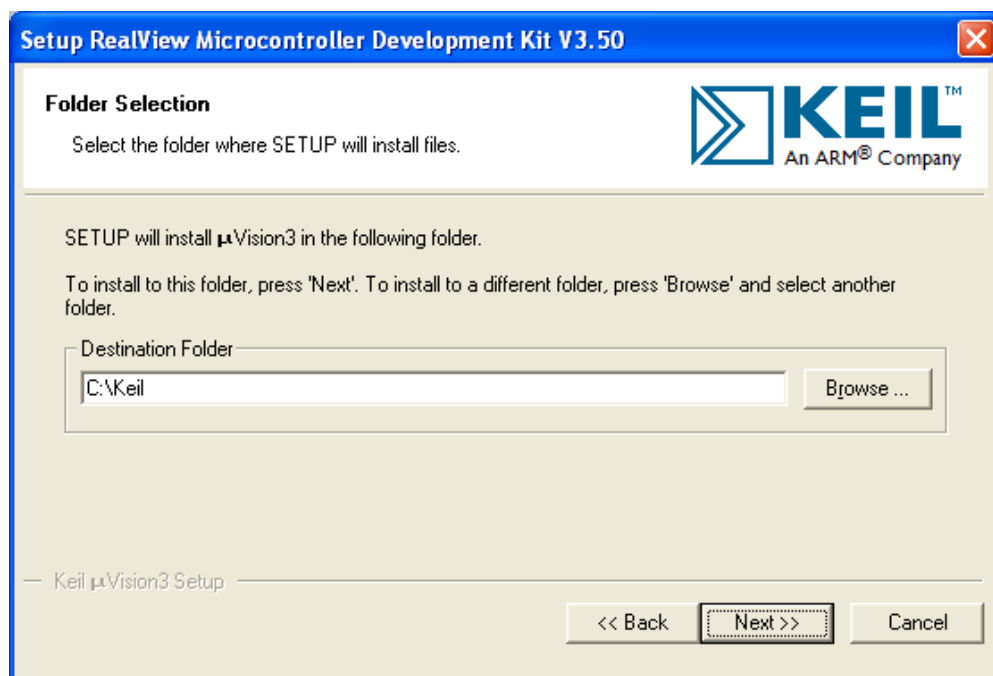 Setup RealView Microcontroller Development Kit V3.50
Folder Selection
Select the folder where SETUP will install files.
KEIL™
An ARM® Company
SETUP will install µVision3 in the following folder.
To install to this folder, press 'Next'. To install to a different folder, press 'Browse' and select another
folder.
Destination Folder
C:\Keil
Browse ...
Keil µVision3 Setup
<< Back
Next >>
Cancel